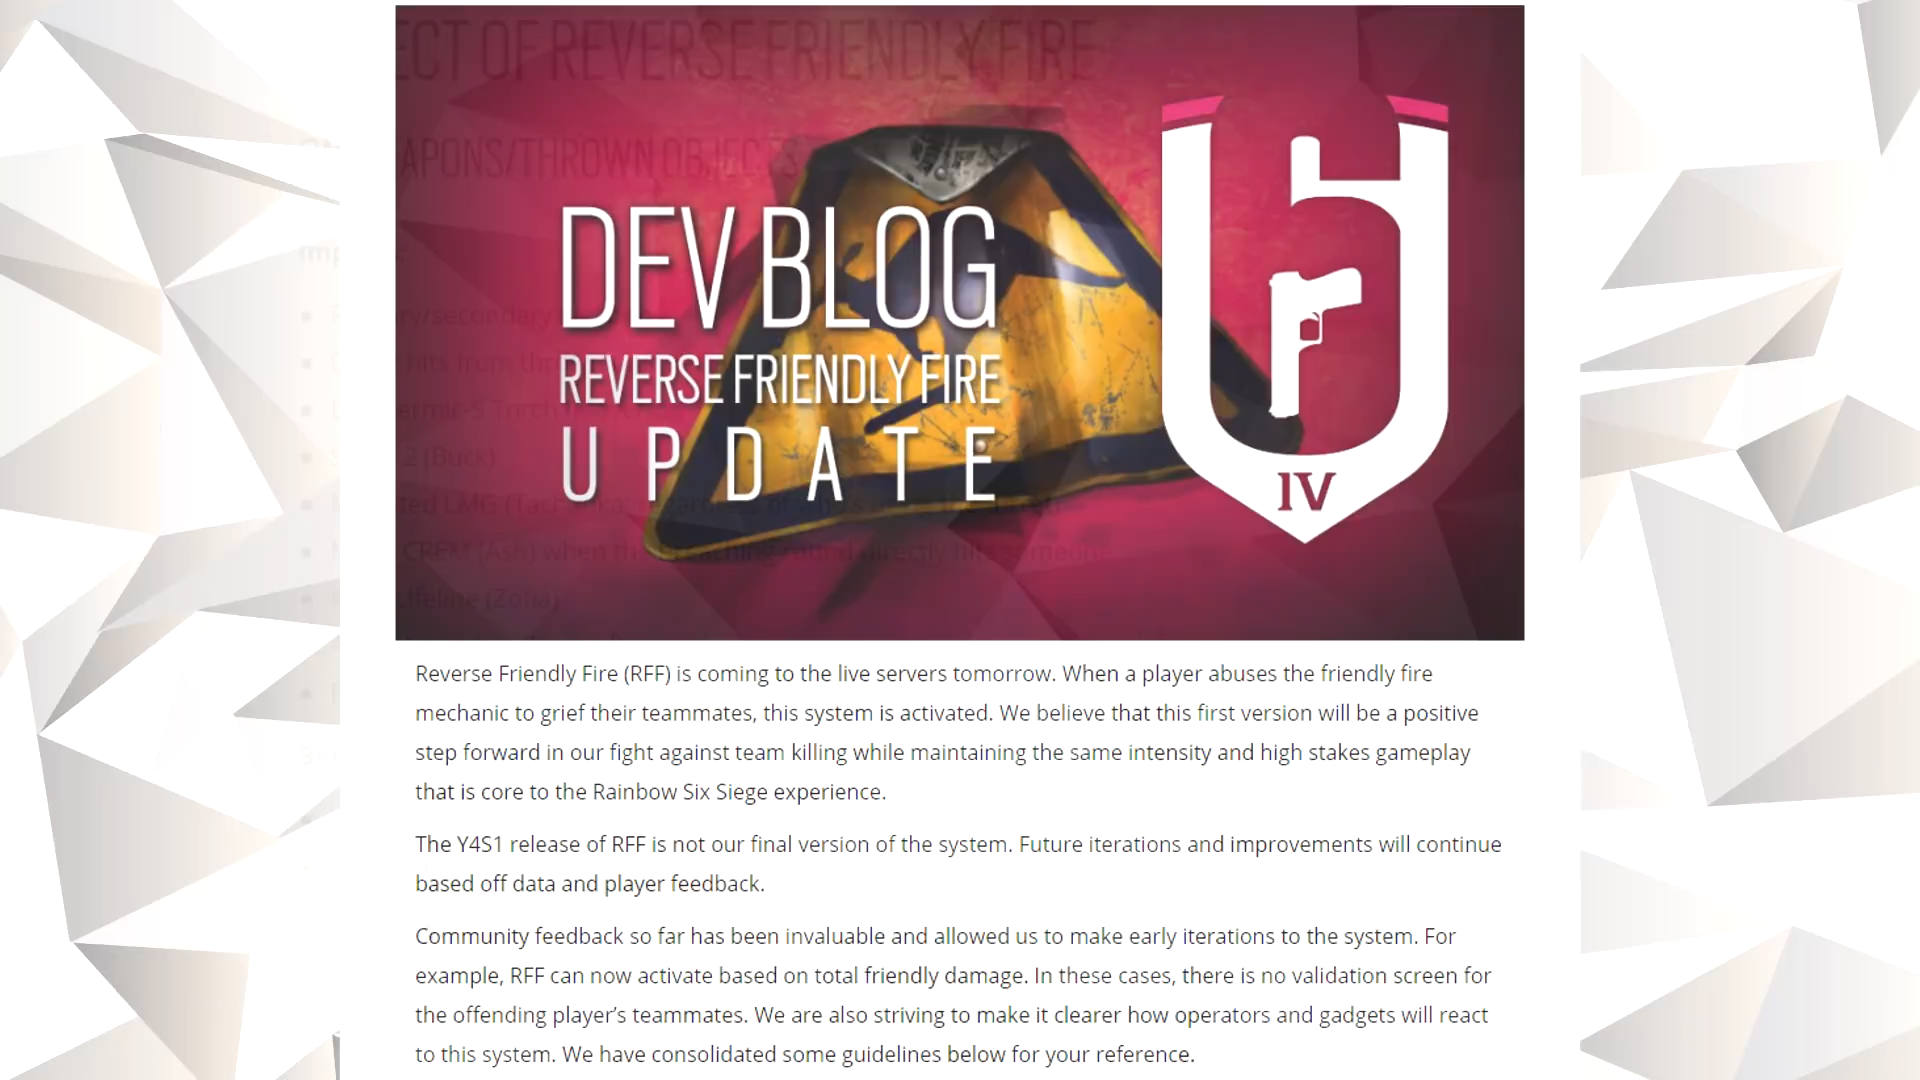 ECT OF REVERSE FRIENDLY FIRE
APONS/THROWN OBJECTS
DEV BLOG
REVERSE FRIENDLY FIRE
UPDATE
IV
Reverse Friendly Fire (RFF) is coming to the live servers tomorrow. When a player abuses the friendly fire
mechanic to grief their teammates, this system is activated. We believe that this first version will be a positive
step forward in our fight against team killing while maintaining the same intensity and high stakes gameplay
that is core to the Rainbow Six Siege experience.
The Y4S1 release of RFF is not our final version of the system. Future iterations and improvements will continue
based off data and player feedback.
Community feedback so far has been invaluable and allowed us to make early iterations to the system. For
example, RFF can now activate based on total friendly damage. In these cases, there is no validation screen for
the offending player’s teammates. We are also striving to make it clearer how operators and gadgets will react
to this system. We have consolidated some guidelines below for your reference.